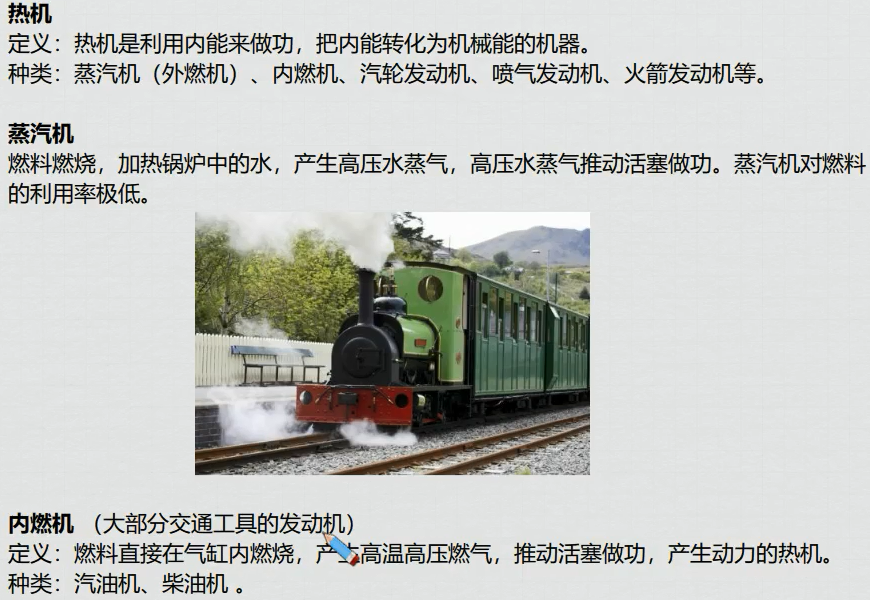 热机
定义：热机是利用内能来做功，把内能转化为机械能的机器。
种类：蒸汽机（外燃机）、内燃机、汽轮发动机、喷气发动机、火箭发动机等。
蒸汽机
燃料燃烧，加热锅炉中的水，产生高压水蒸气，高压水蒸气推动活塞做功。蒸汽机对燃料
的利用率极低。
内燃机 （大部分交通工具的发动机）
定义：燃料直接在气缸内燃烧，产生高温高压燃气，推动活塞做功，产生动力的热机。
种类：汽油机、柴油机 。